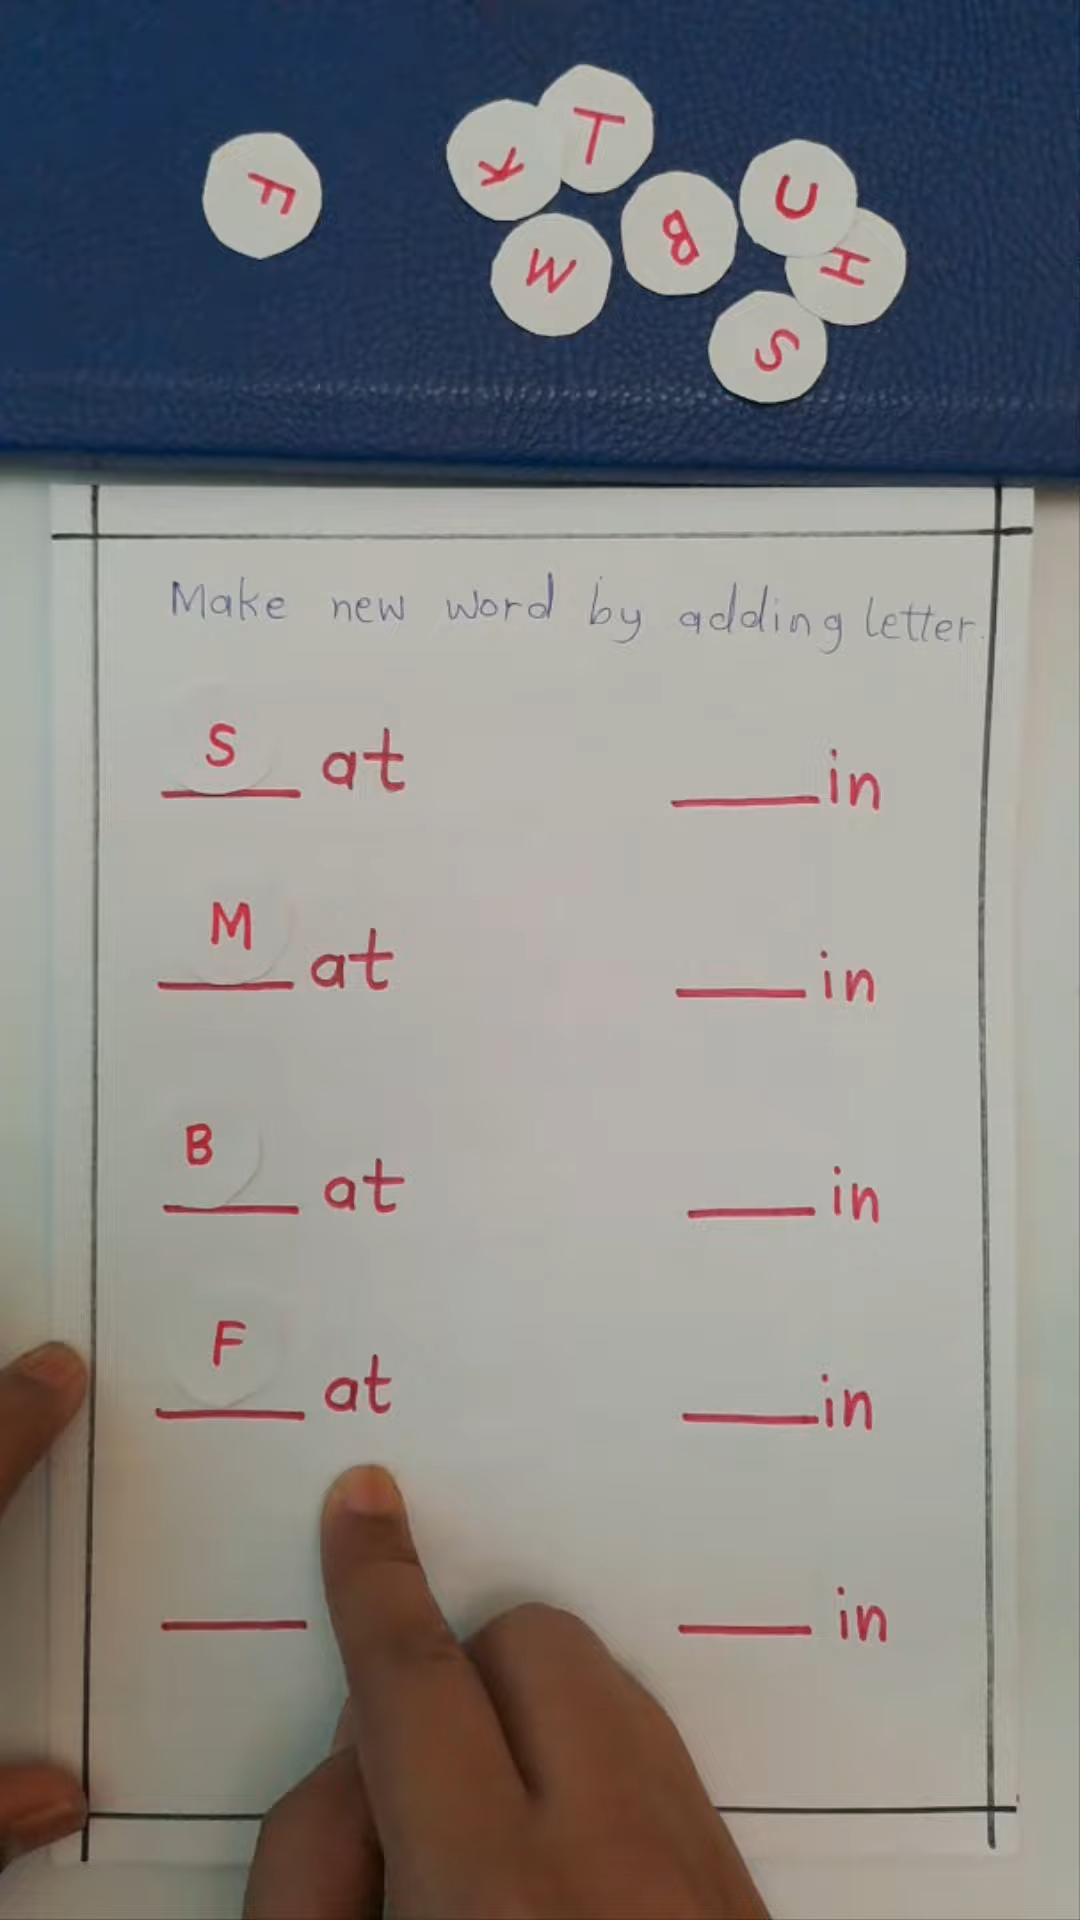 F
K T
U
B
H
W
S
Make new word by adding letter.
S at
in
M at
in
B at
in
F at
in
in